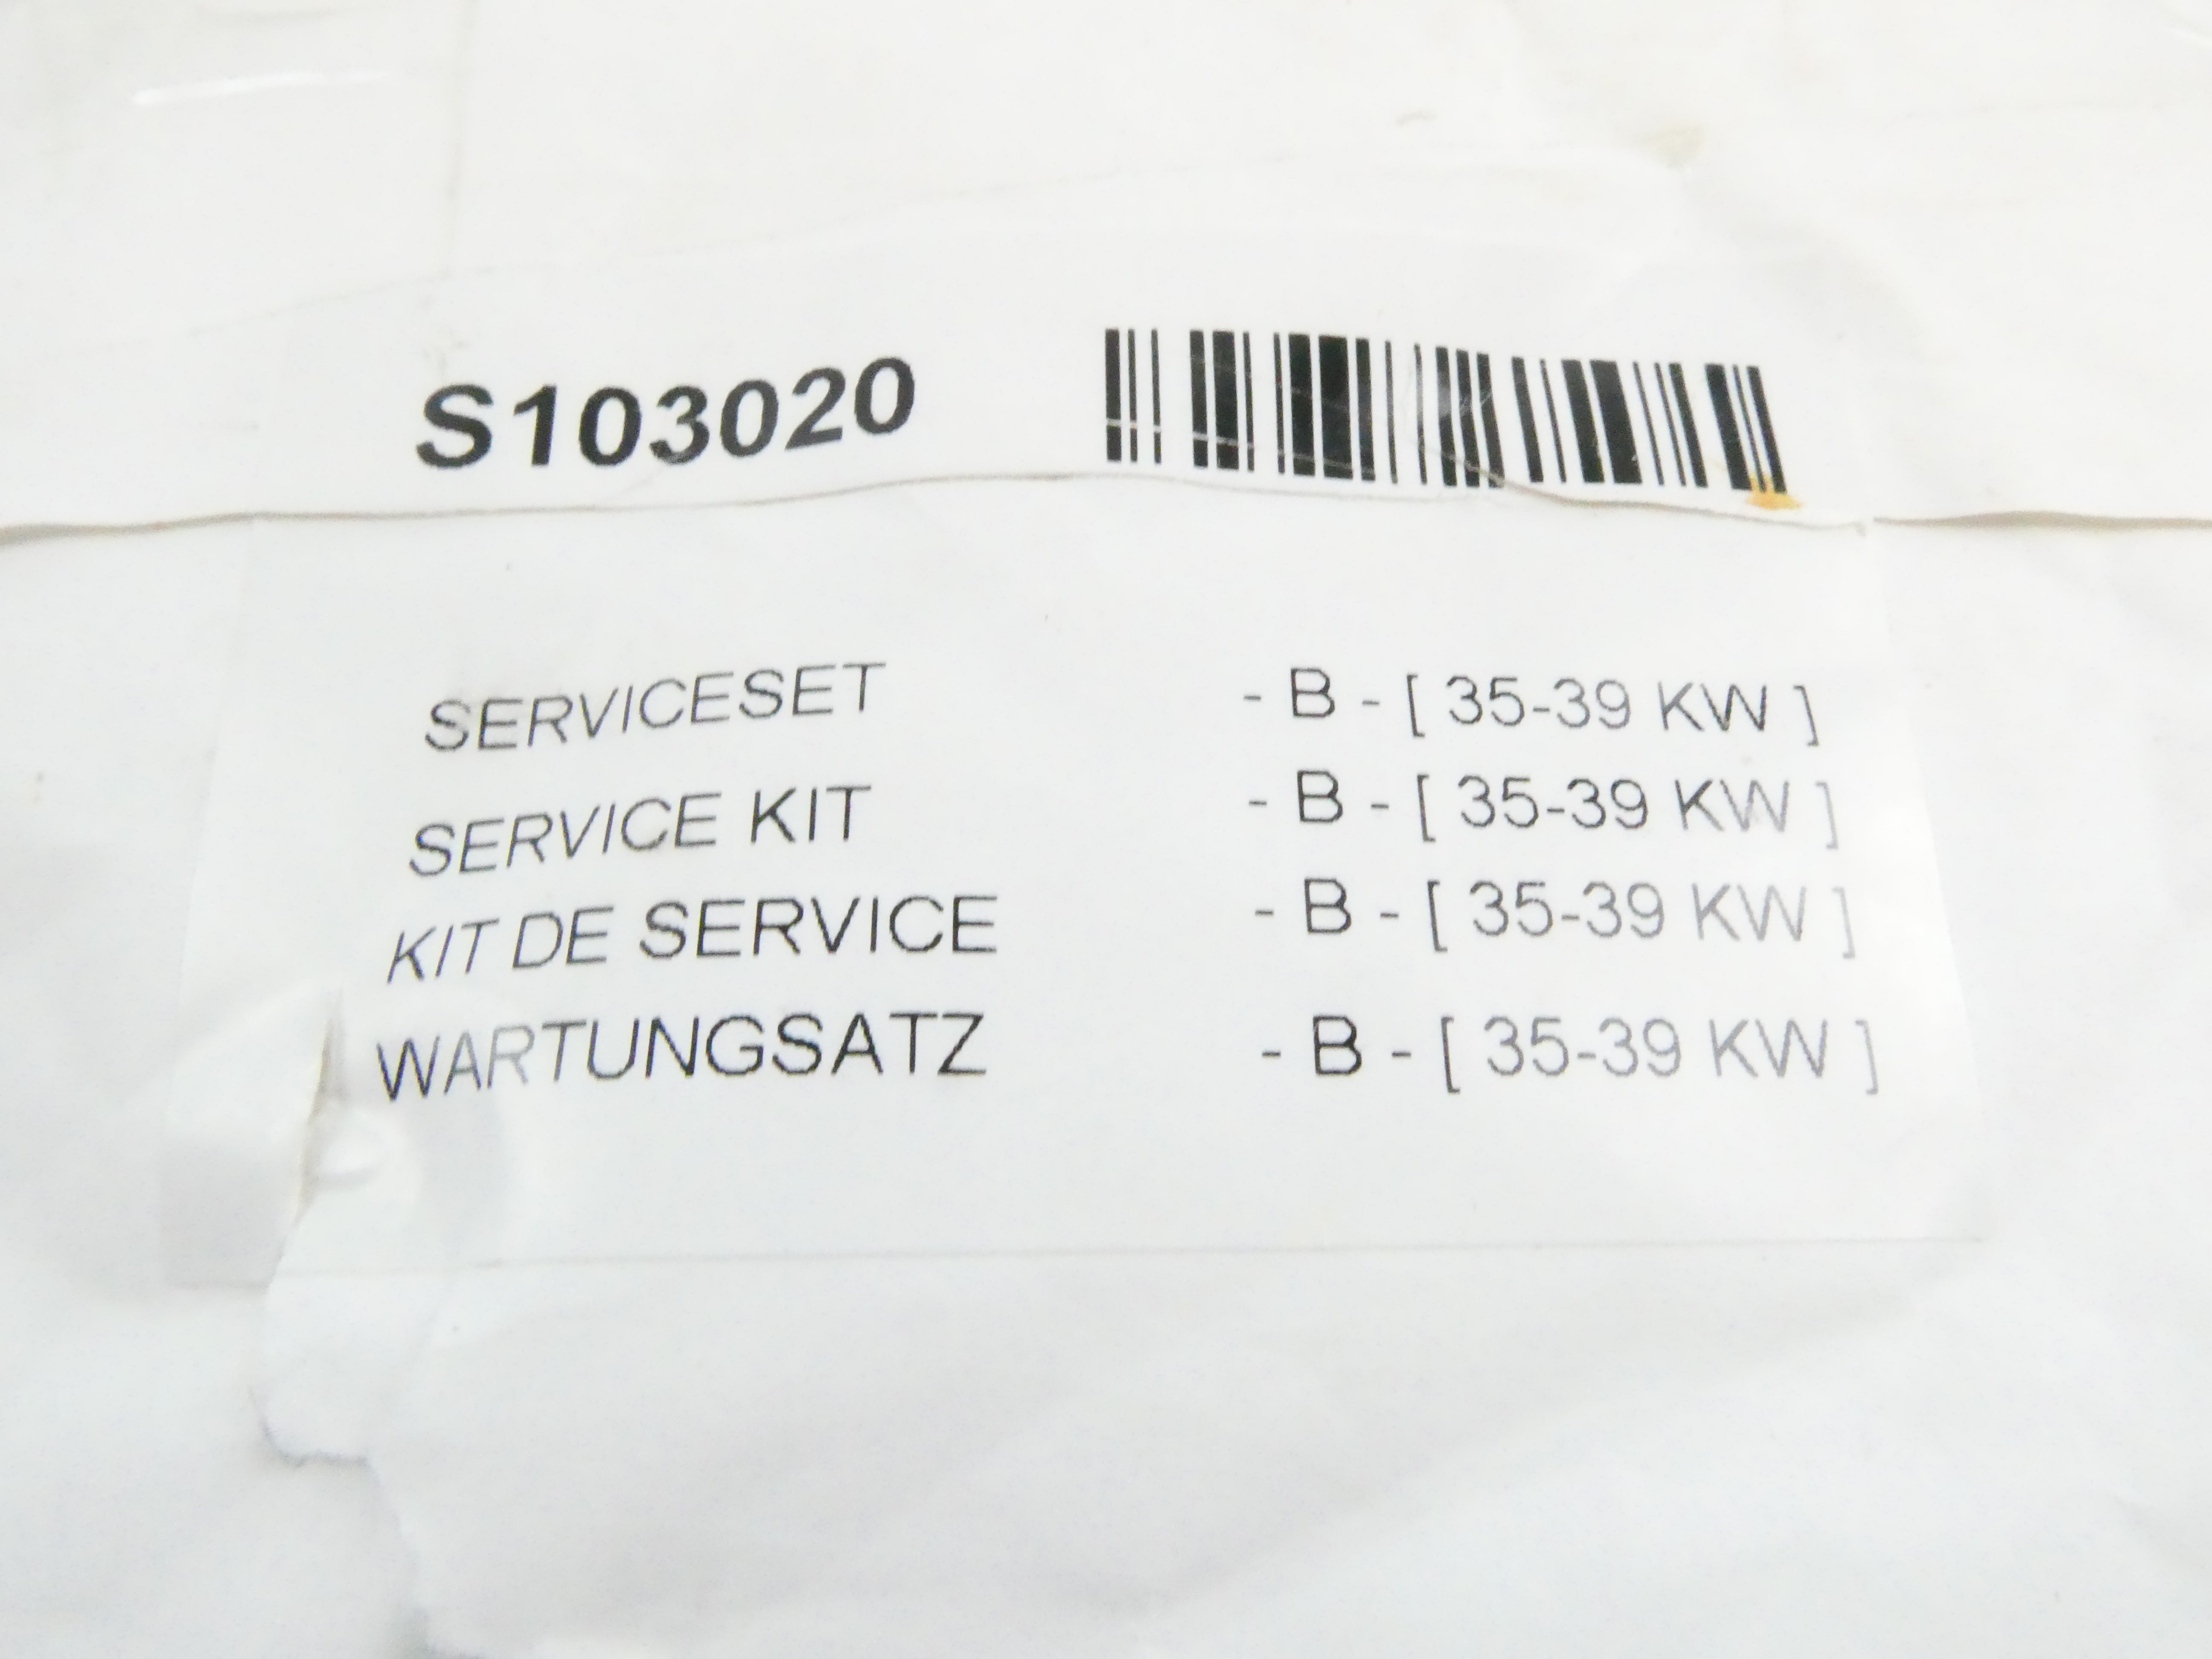 S103020
SERVICESET - B - [ 35-39 KW ]
SERVICE KIT - B - [ 35-39 KW ]
KIT DE SERVICE - B - [ 35-39 KW ]
WARTUNGSATZ - B - [ 35-39 KW ]